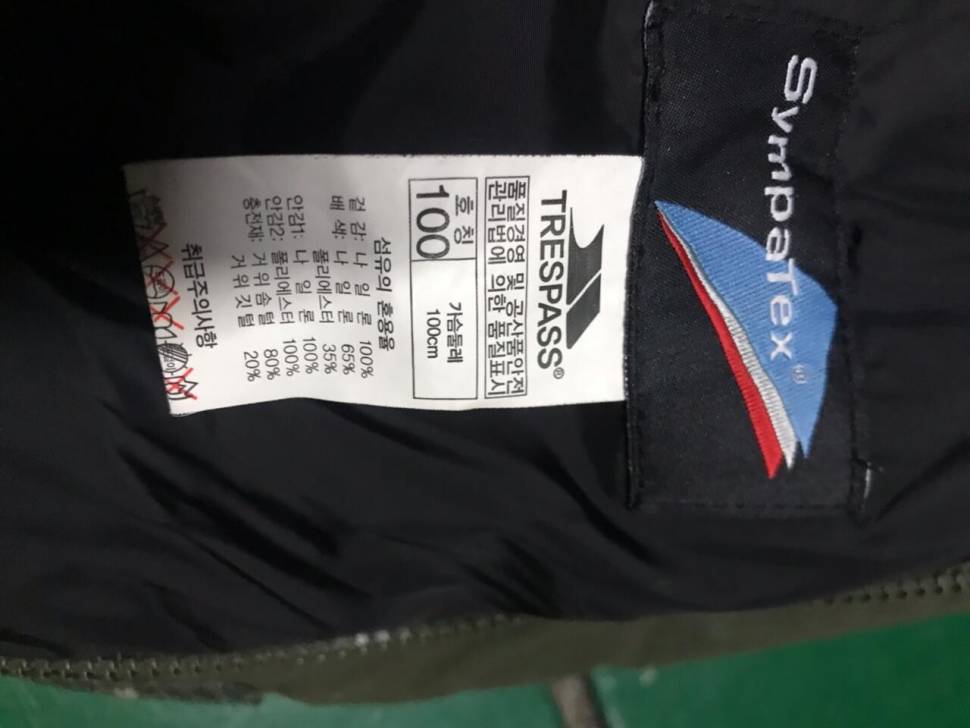 SympaTex®
TRESPASS®
품질경영 및 공산품안전
관리법에 의한 품질표시
호칭 가슴둘레
100 100cm
섬유의 혼용율
겉감: 나일론 100%
배색: 나일론 65%
폴리에스터 35%
안감1: 나일론 100%
안감2: 폴리에스터 100%
충전재: 거위솜털 80%
거위깃털 20%
취급주의사항